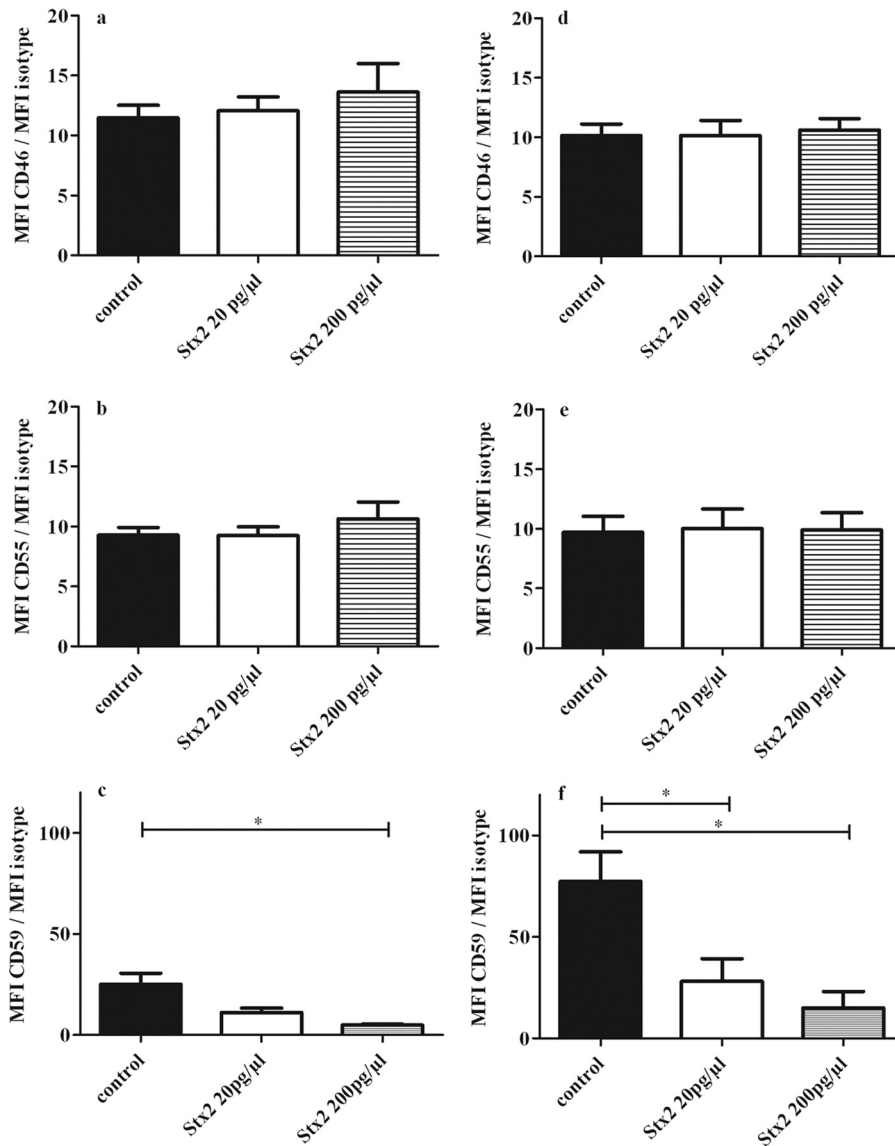 a
MFI CD46 / MFI isotype
20
15
10
5
0
control
Stx2 20 pg/µl
Stx2 200 pg/µl
d
MFI CD46 / MFI isotype
20
15
10
5
0
control
Stx2 20 pg/µl
Stx2 200 pg/µl
b
MFI CD55 / MFI isotype
20
15
10
5
0
control
Stx2 20 pg/µl
Stx2 200 pg/µl
e
MFI CD55 / MFI isotype
20
15
10
5
0
control
Stx2 20 pg/µl
Stx2 200 pg/µl
c
MFI CD59 / MFI isotype
100
50
0
*
control
Stx2 20pg/µl
Stx2 200pg/µl
f
MFI CD59 / MFI isotype
100
50
0
*
*
control
Stx2 20pg/µl
Stx2 200pg/µl